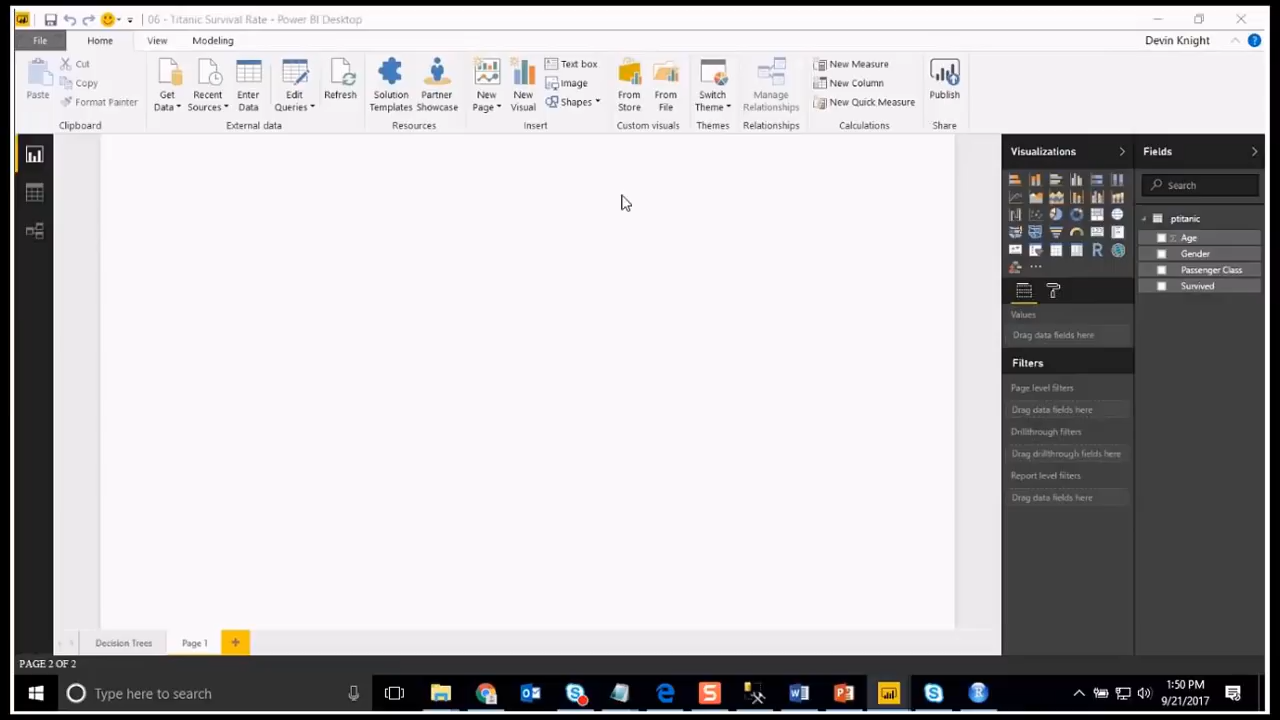 06 - Titanic Survival Rate - Power BI Desktop
File
Home
View
Modeling
Devin Knight
Paste
Cut
Copy
Format Painter
Clipboard
Get Data
Recent Sources
Enter Data
Edit Queries
Refresh
External data
Solution Templates
Partner Showcase
Resources
New Page
New Visual
Text box
Image
Shapes
Insert
From Store
From File
Custom visuals
Switch Theme
Themes
Manage Relationships
Relationships
New Measure
New Column
New Quick Measure
Calculations
Publish
Share
Visualizations
R
Values
Drag data fields here
Filters
Page level filters
Drag data fields here
Drillthrough filters
Drag drillthrough fields here
Report level filters
Drag data fields here
Fields
Search
ptitanic
Σ Age
Gender
Passenger Class
Survived
Decision Trees
Page 1
PAGE 2 OF 2
Type here to search
1:50 PM
9/21/2017